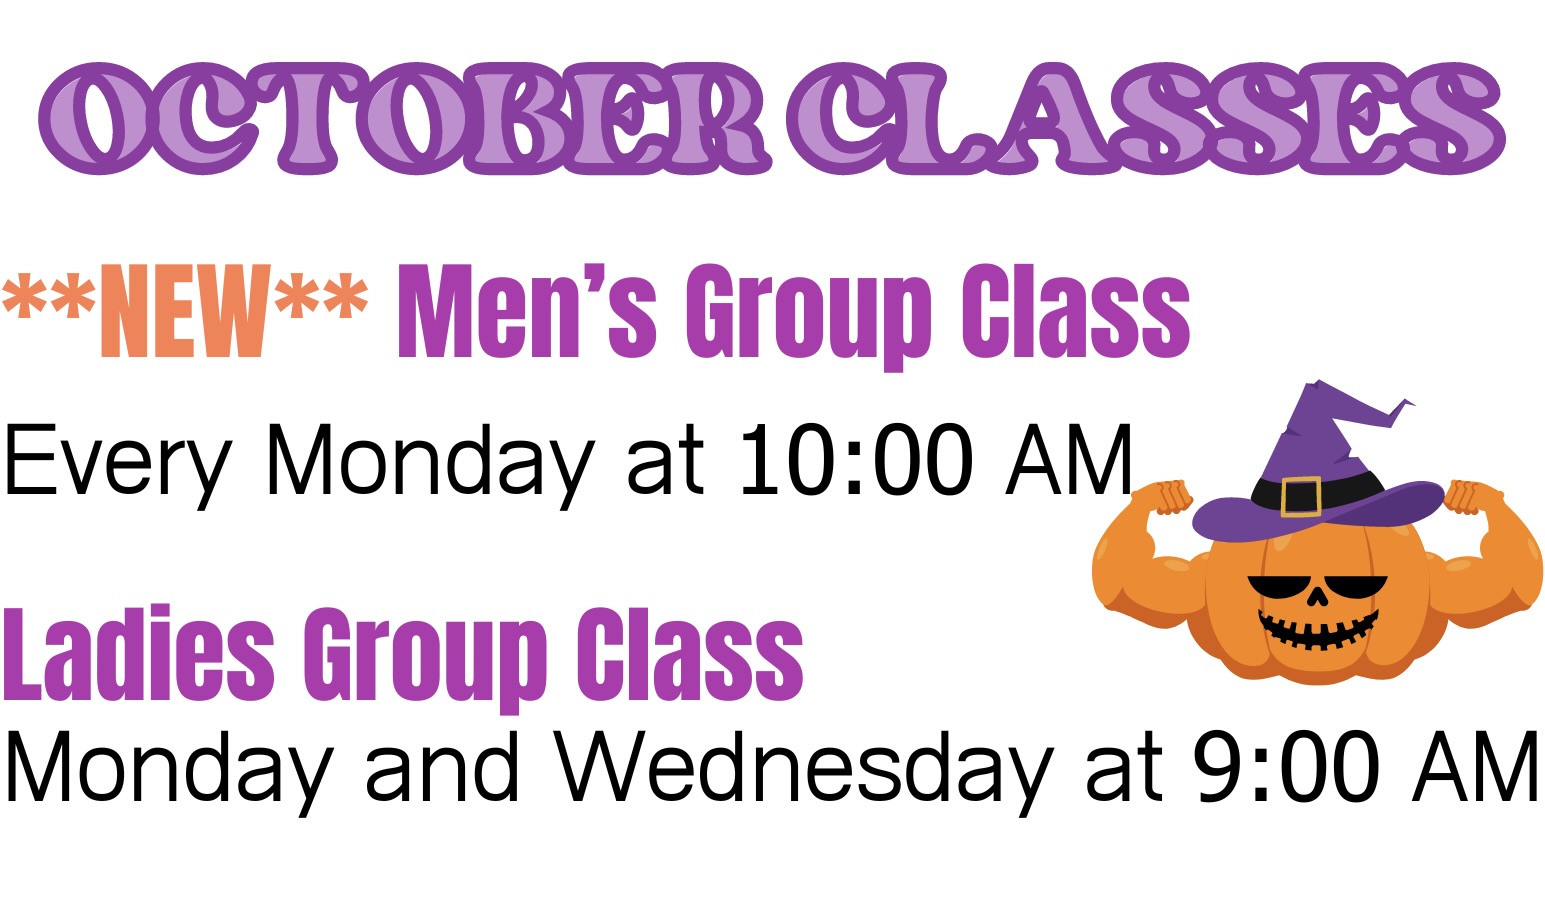 OCTOBER CLASSES
**NEW** Men’s Group Class
Every Monday at 10:00 AM
Ladies Group Class
Monday and Wednesday at 9:00 AM